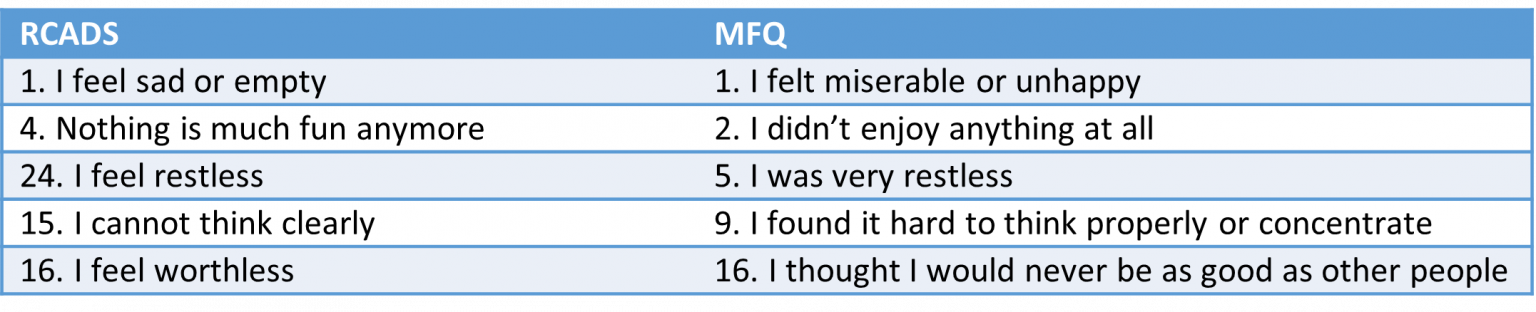 RCADS MFQ
1. I feel sad or empty 1. I felt miserable or unhappy
4. Nothing is much fun anymore 2. I didn’t enjoy anything at all
24. I feel restless 5. I was very restless
15. I cannot think clearly 9. I found it hard to think properly or concentrate
16. I feel worthless 16. I thought I would never be as good as other people